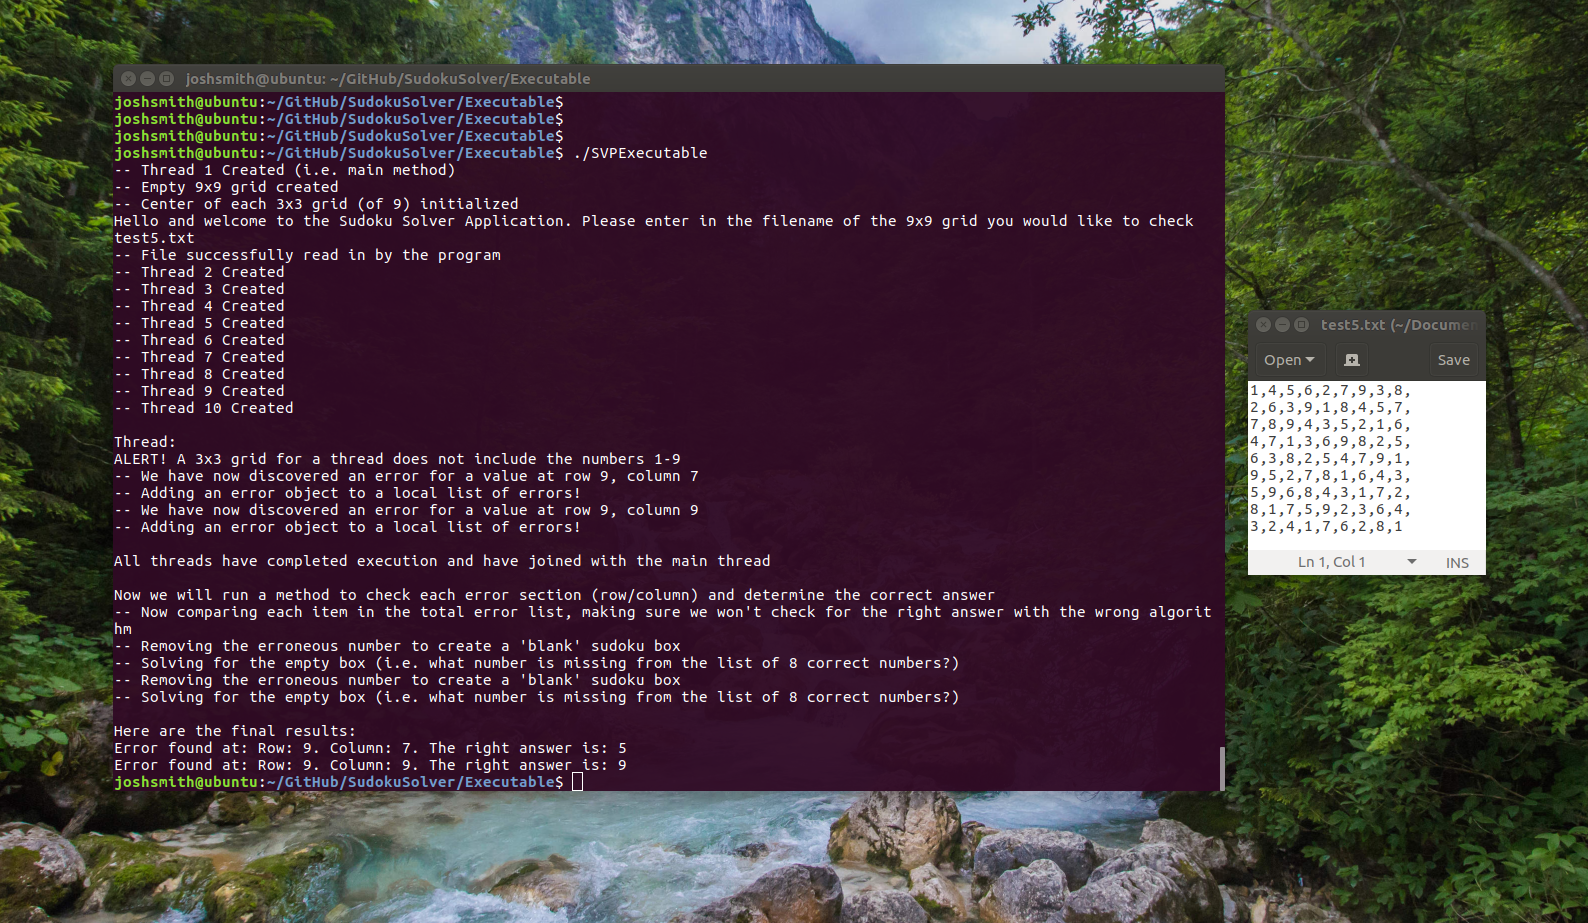 joshsmith@ubuntu: ~/GitHub/SudokuSolver/Executable
joshsmith@ubuntu:~/GitHub/SudokuSolver/Executable$
joshsmith@ubuntu:~/GitHub/SudokuSolver/Executable$
joshsmith@ubuntu:~/GitHub/SudokuSolver/Executable$
joshsmith@ubuntu:~/GitHub/SudokuSolver/Executable$ ./SVPExecutable
-- Thread 1 Created (i.e. main method)
-- Empty 9x9 grid created
-- Center of each 3x3 grid (of 9) initialized
Hello and welcome to the Sudoku Solver Application. Please enter in the filename of the 9x9 grid you would like to check
test5.txt
-- File successfully read in by the program
-- Thread 2 Created
-- Thread 3 Created
-- Thread 4 Created
-- Thread 5 Created
-- Thread 6 Created
-- Thread 7 Created
-- Thread 8 Created
-- Thread 9 Created
-- Thread 10 Created
Thread:
ALERT! A 3x3 grid for a thread does not include the numbers 1-9
-- We have now discovered an error for a value at row 9, column 7
-- Adding an error object to a local list of errors!
-- We have now discovered an error for a value at row 9, column 9
-- Adding an error object to a local list of errors!
All threads have completed execution and have joined with the main thread
Now we will run a method to check each error section (row/column) and determine the correct answer
-- Now comparing each item in the total error list, making sure we won't check for the right answer with the wrong algorit
hm
-- Removing the erroneous number to create a 'blank' sudoku box
-- Solving for the empty box (i.e. what number is missing from the list of 8 correct numbers?)
-- Removing the erroneous number to create a 'blank' sudoku box
-- Solving for the empty box (i.e. what number is missing from the list of 8 correct numbers?)
Here are the final results:
Error found at: Row: 9. Column: 7. The right answer is: 5
Error found at: Row: 9. Column: 9. The right answer is: 9
joshsmith@ubuntu:~/GitHub/SudokuSolver/Executable$
test5.txt (~/Documen
Open Save
1,4,5,6,2,7,9,3,8,
2,6,3,9,1,8,4,5,7,
7,8,9,4,3,5,2,1,6,
4,7,1,3,6,9,8,2,5,
6,3,8,2,5,4,7,9,1,
9,5,2,7,8,1,6,4,3,
5,9,6,8,4,3,1,7,2,
8,1,7,5,9,2,3,6,4,
3,2,4,1,7,6,2,8,1
Ln 1, Col 1 INS